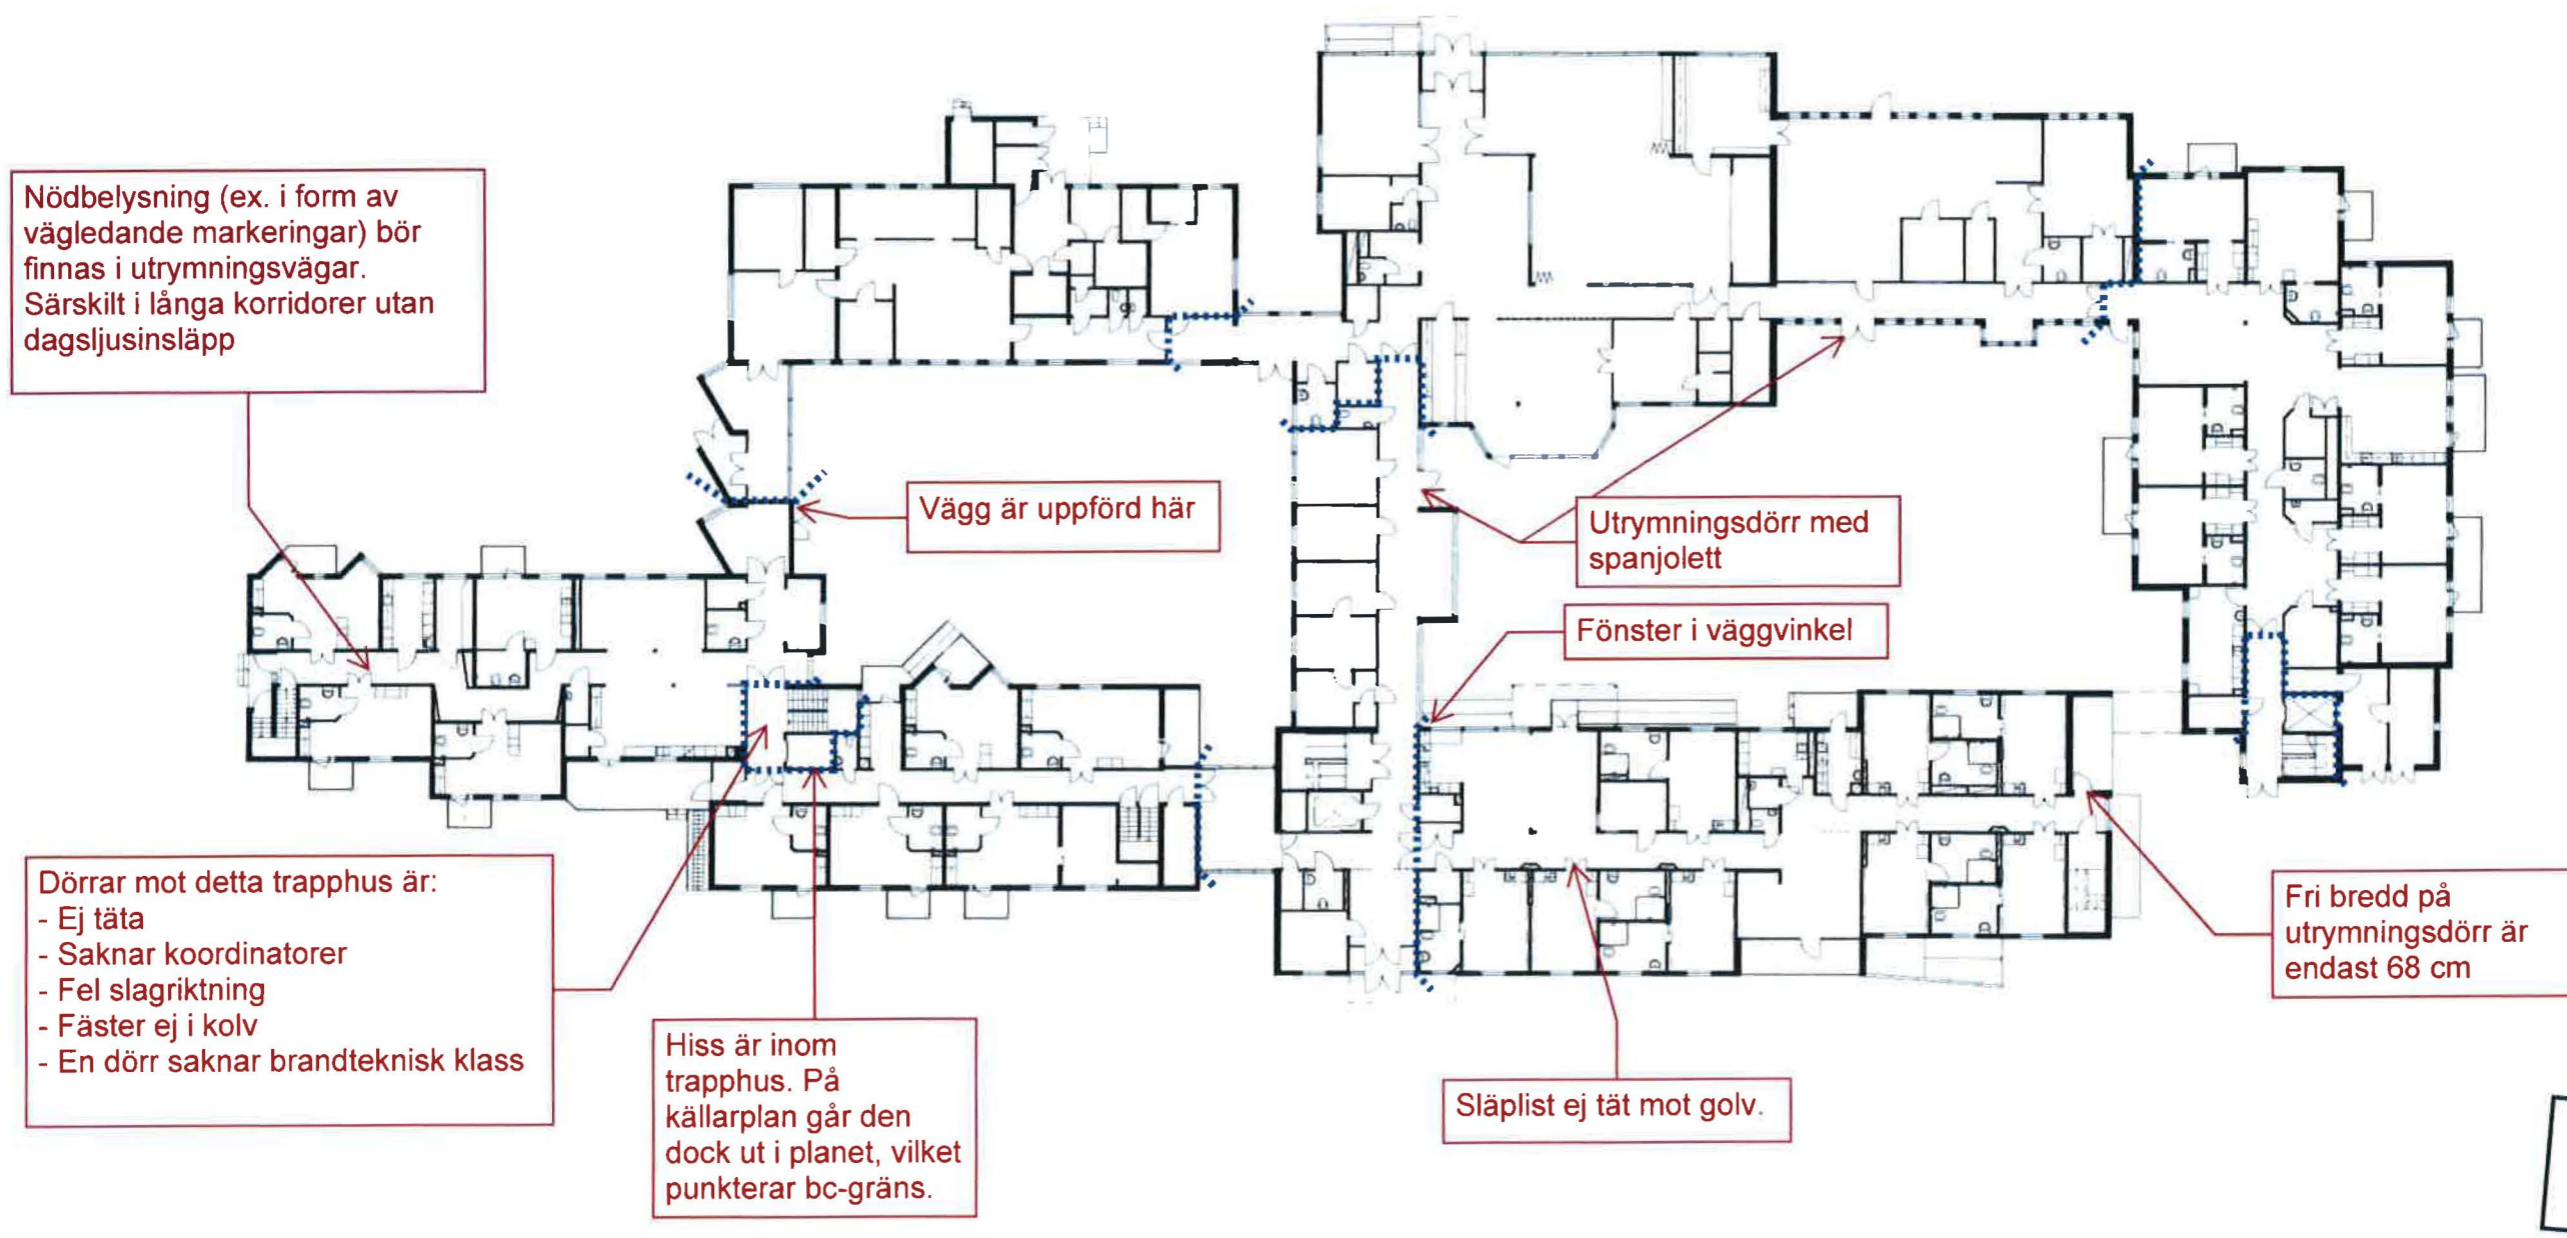 Nödbelysning (ex. i form av
vägledande markeringar) bör
finnas i utrymningsvägar.
Särskilt i långa korridorer utan
dagsljusinsläpp
Vägg är uppförd här
Utrymningsdörr med
spanjolett
Fönster i väggvinkel
Dörrar mot detta trapphus är:
- Ej täta
- Saknar koordinatorer
- Fel slagriktning
- Fäster ej i kolv
- En dörr saknar brandteknisk klass
Hiss är inom
trapphus. På
källarplan går den
dock ut i planet, vilket
punkterar bc-gräns.
Släplist ej tät mot golv.
Fri bredd på
utrymningsdörr är
endast 68 cm